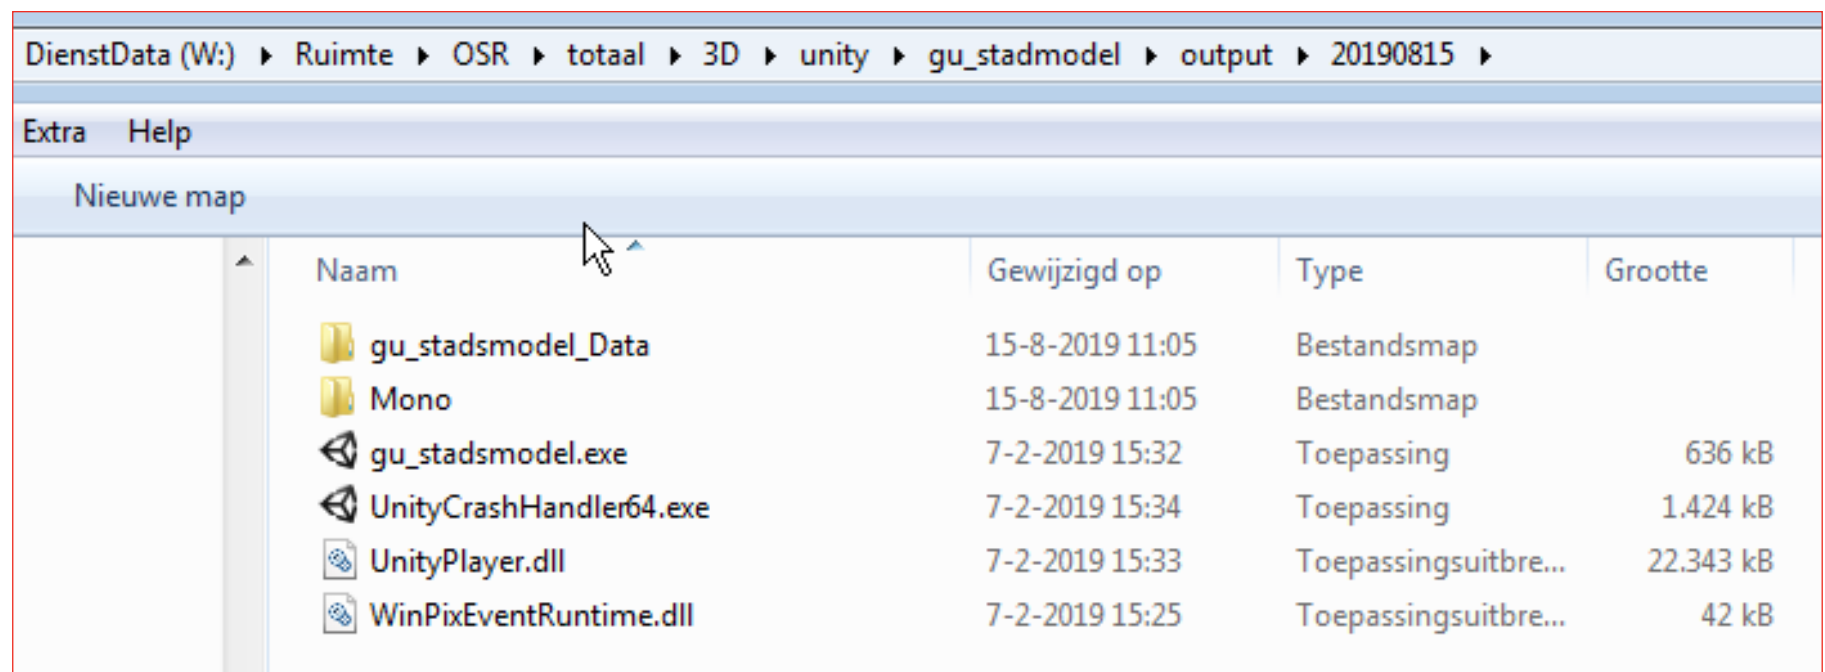 DienstData (W:) ▸ Ruimte ▸ OSR ▸ totaal ▸ 3D ▸ unity ▸ gu_stadmodel ▸ output ▸ 20190815 ▸
Extra Help
Nieuwe map
Naam Gewijzigd op Type Grootte
gu_stadsmodel_Data 15-8-2019 11:05 Bestandsmap
Mono 15-8-2019 11:05 Bestandsmap
gu_stadsmodel.exe 7-2-2019 15:32 Toepassing 636 kB
UnityCrashHandler64.exe 7-2-2019 15:34 Toepassing 1.424 kB
UnityPlayer.dll 7-2-2019 15:33 Toepassingsuitbre... 22.343 kB
WinPixEventRuntime.dll 7-2-2019 15:25 Toepassingsuitbre... 42 kB